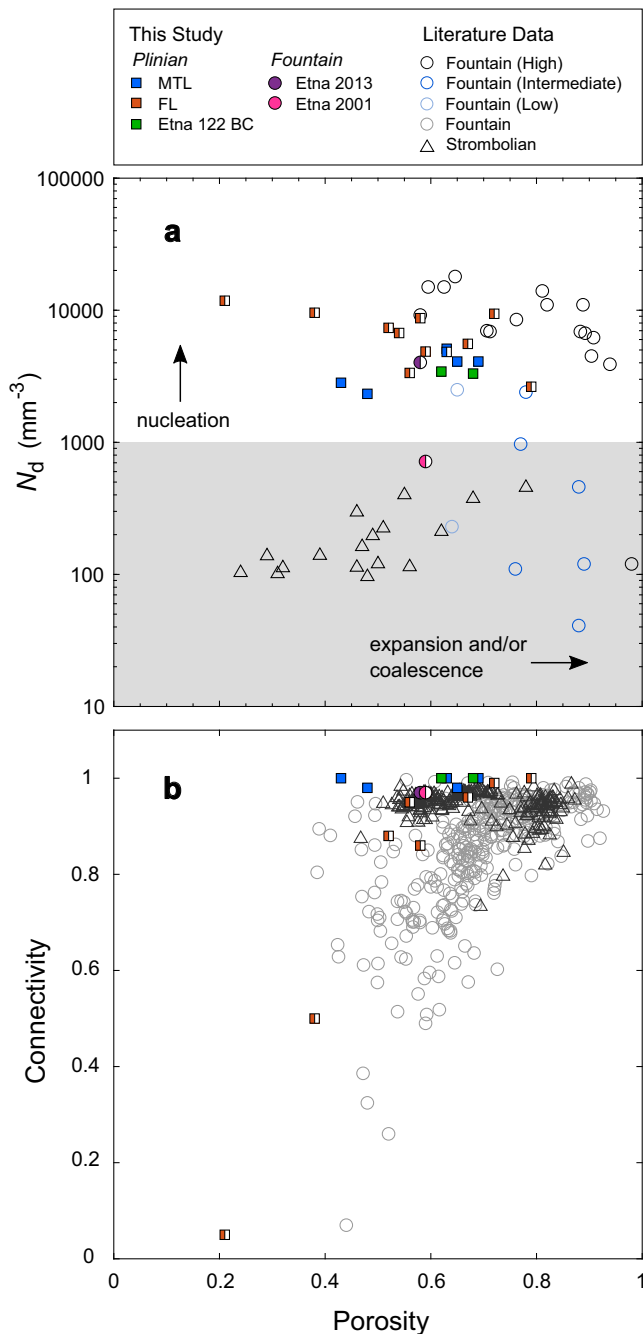 This Study
Plinian
MTL
FL
Etna 122 BC
Fountain
Etna 2013
Etna 2001
Literature Data
Fountain (High)
Fountain (Intermediate)
Fountain (Low)
Fountain
Strombolian
100000
10000
1000
100
10
N_d (mm⁻³)
a
nucleation
expansion and/or
coalescence
b
1
0.8
0.6
0.4
0.2
0
Connectivity
0
0.2
0.4
0.6
0.8
1
Porosity